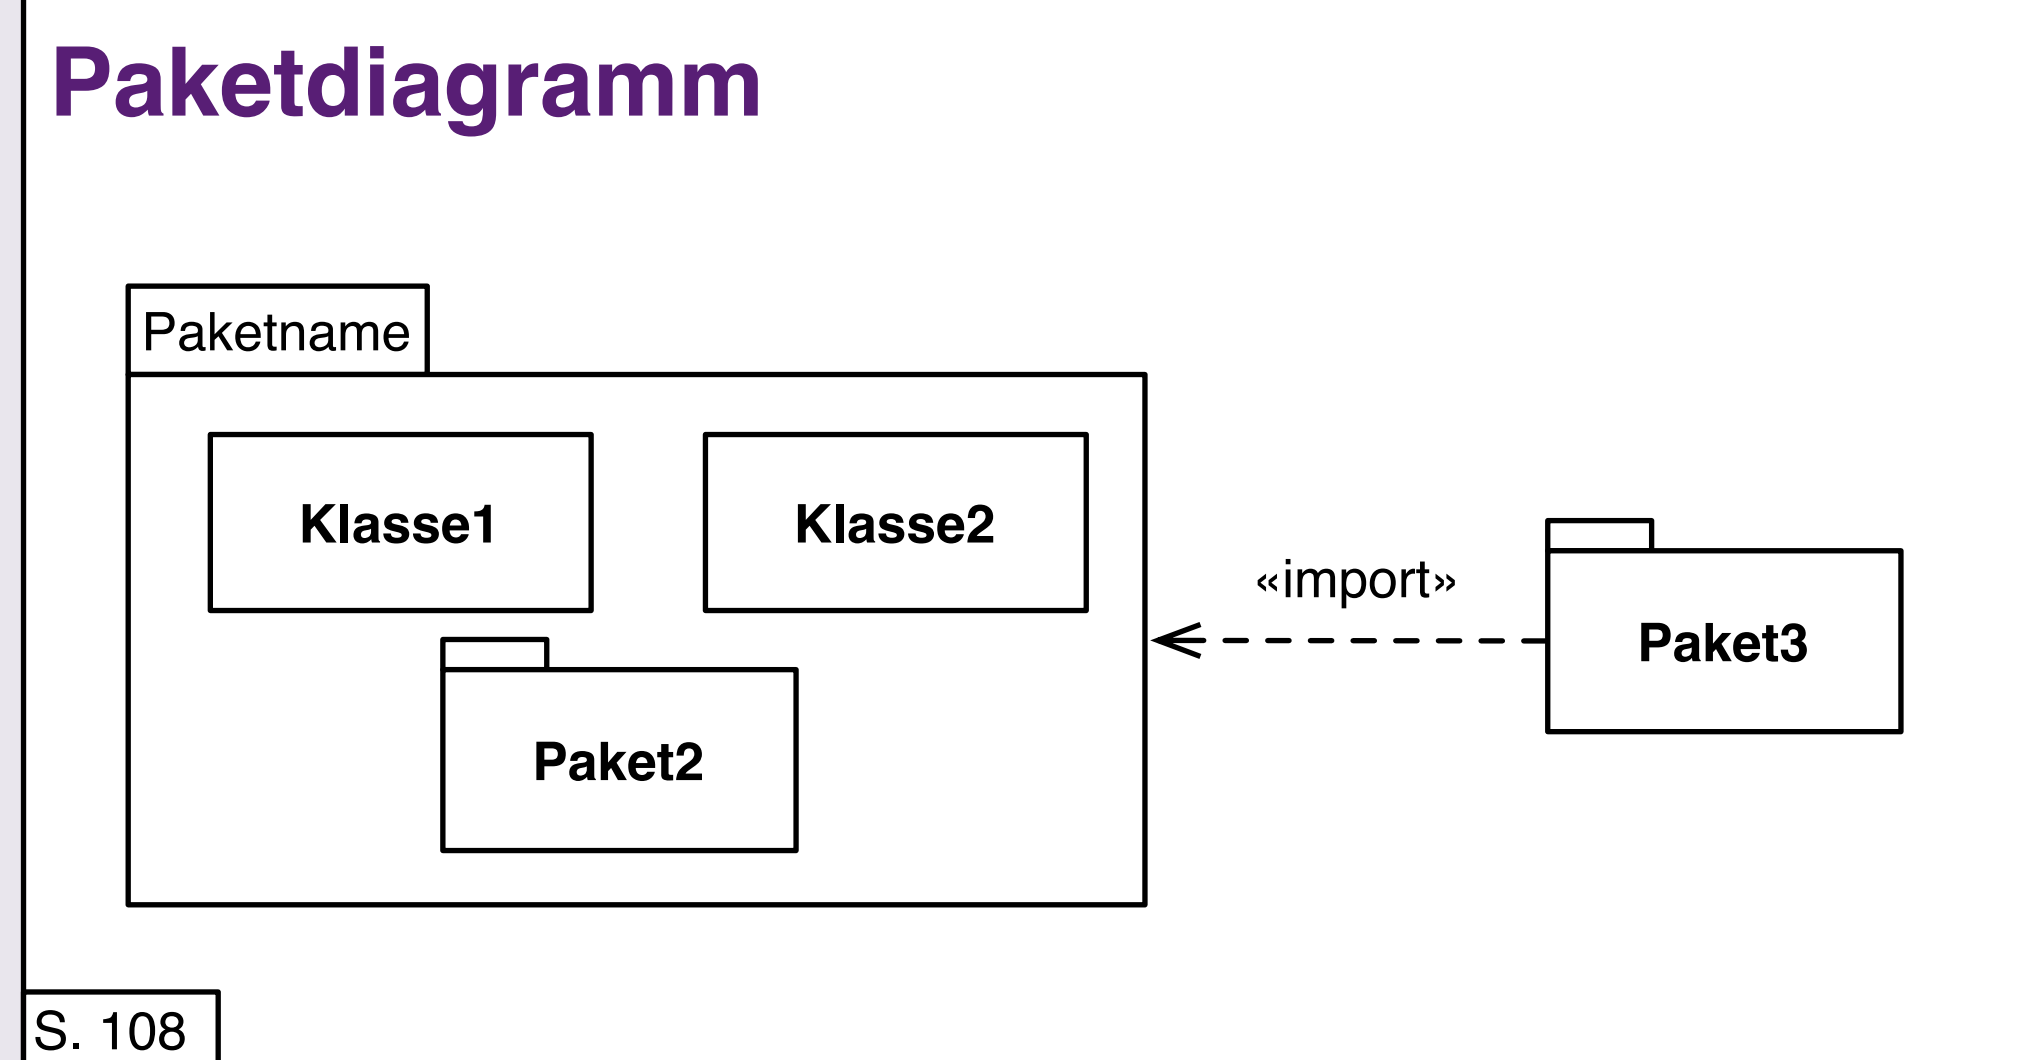 Paketdiagramm
Paketname
Klasse1
Klasse2
Paket2
«import»
Paket3
S. 108